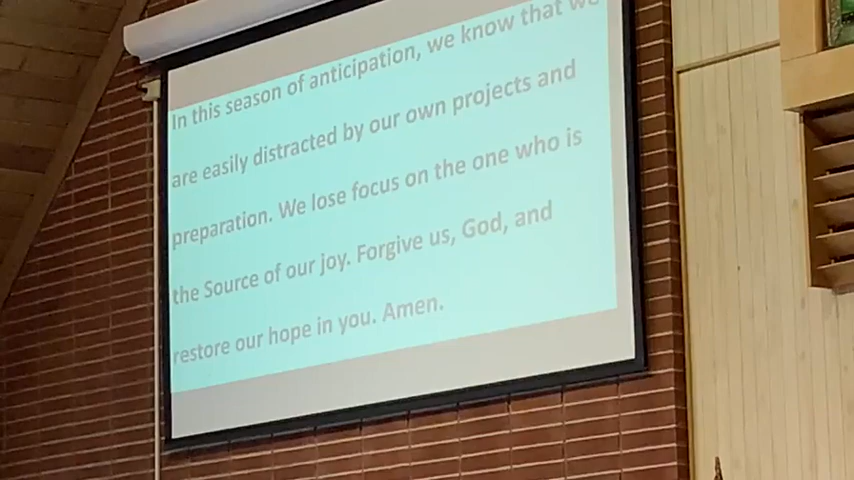 In this season of anticipation, we know that we
are easily distracted by our own projects and
preparation. We lose focus on the one who is
the Source of our joy. Forgive us, God, and
restore our hope in you. Amen.